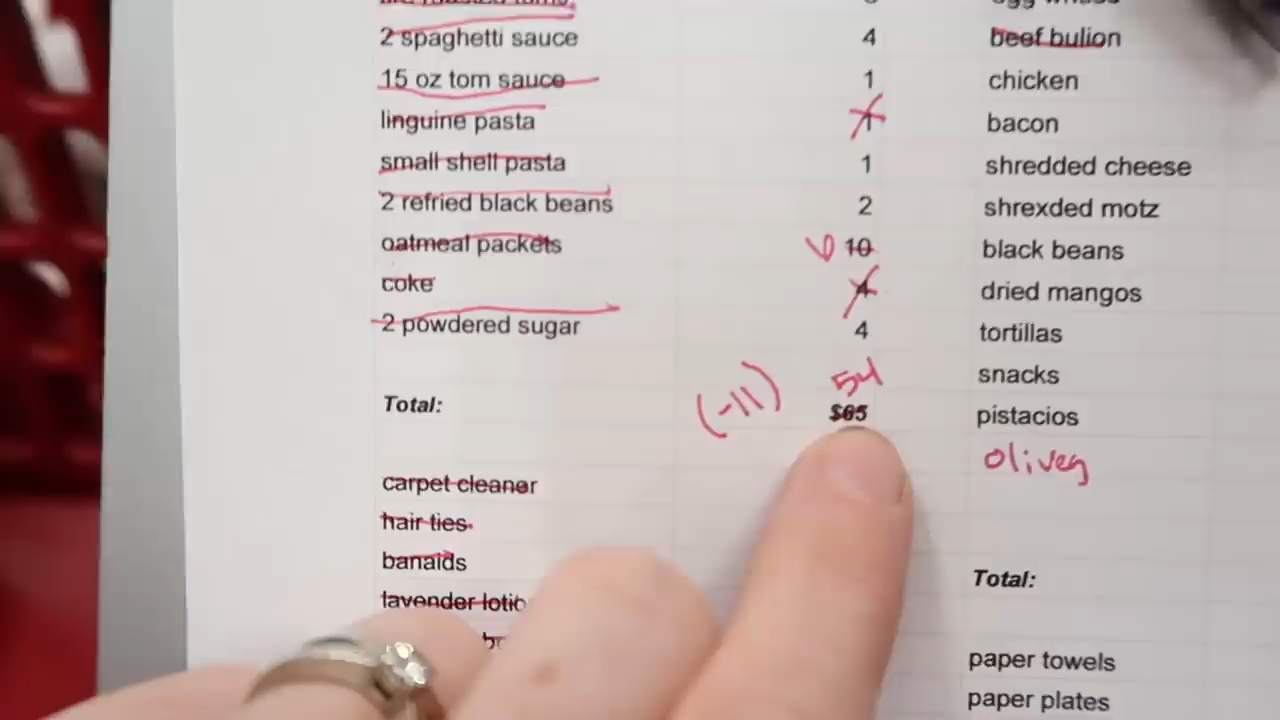 2 spaghetti sauce 4 beef bulion
15 oz tom sauce 1 chicken
linguine pasta 1 bacon
small shell pasta 1 shredded cheese
2 refried black beans 2 shrexded motz
oatmeal packets 10 black beans
coke 4 dried mangos
2 powdered sugar 4 tortillas
54 snacks
Total: (-11) $65 pistacios
olives
carpet cleaner
hair ties
banaids Total:
lavender
paper towels
paper plates